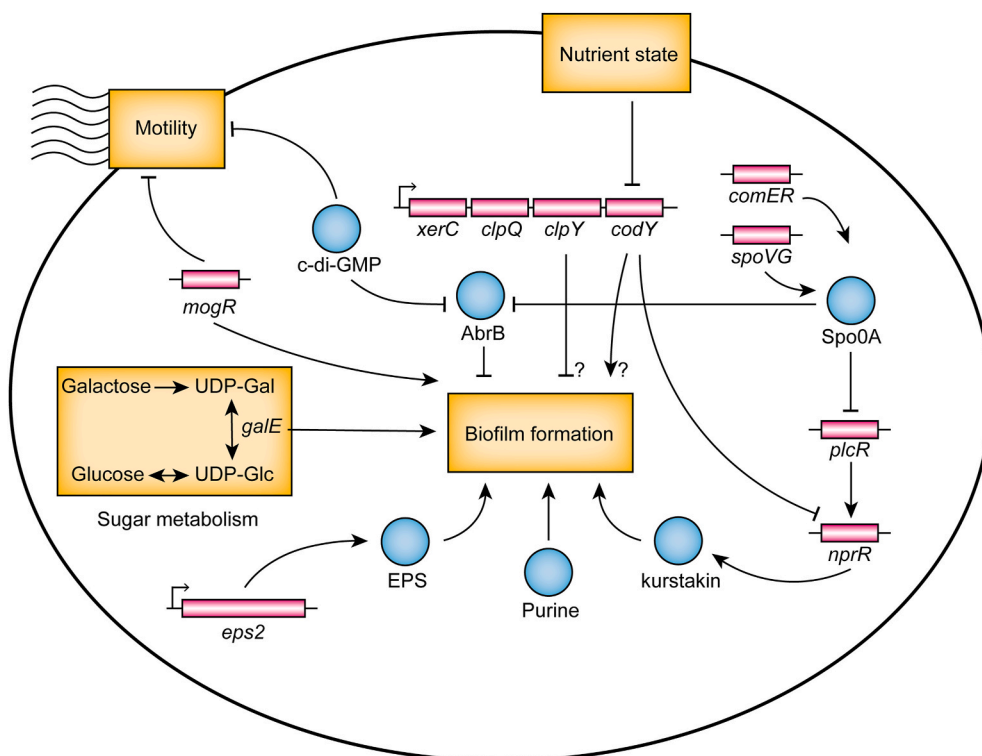 Nutrient state
Motility
comER
xerC clpQ clpY codY
spoVG
c-di-GMP
mogR
AbrB
Spo0A
? ?
Galactose UDP-Gal
galE
Biofilm formation
plcR
Glucose UDP-Glc
Sugar metabolism
nprR
EPS
kurstakin
Purine
eps2